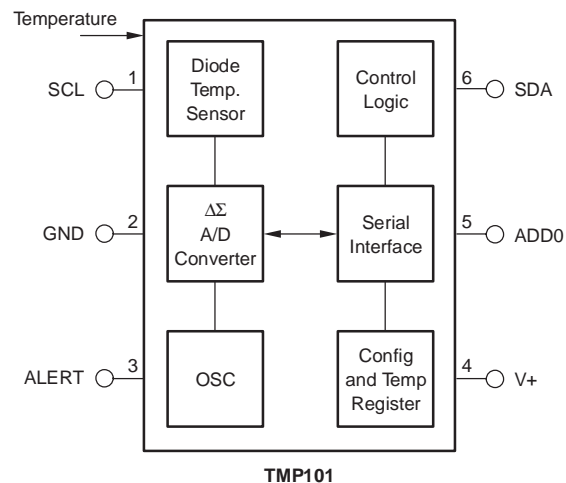 Temperature
SCL
1
Diode
Temp.
Sensor
Control
Logic
6
SDA
GND
2
ΔΣ
A/D
Converter
Serial
Interface
5
ADD0
ALERT
3
OSC
Config
and Temp
Register
4
V+
TMP101